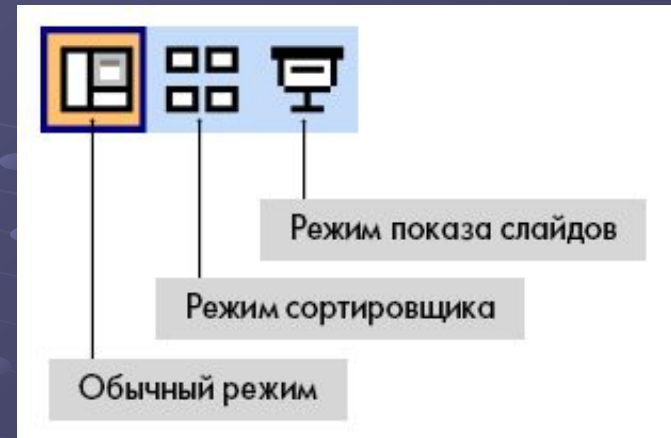 Режим показа слайдов
Режим сортировщика
Обычный режим